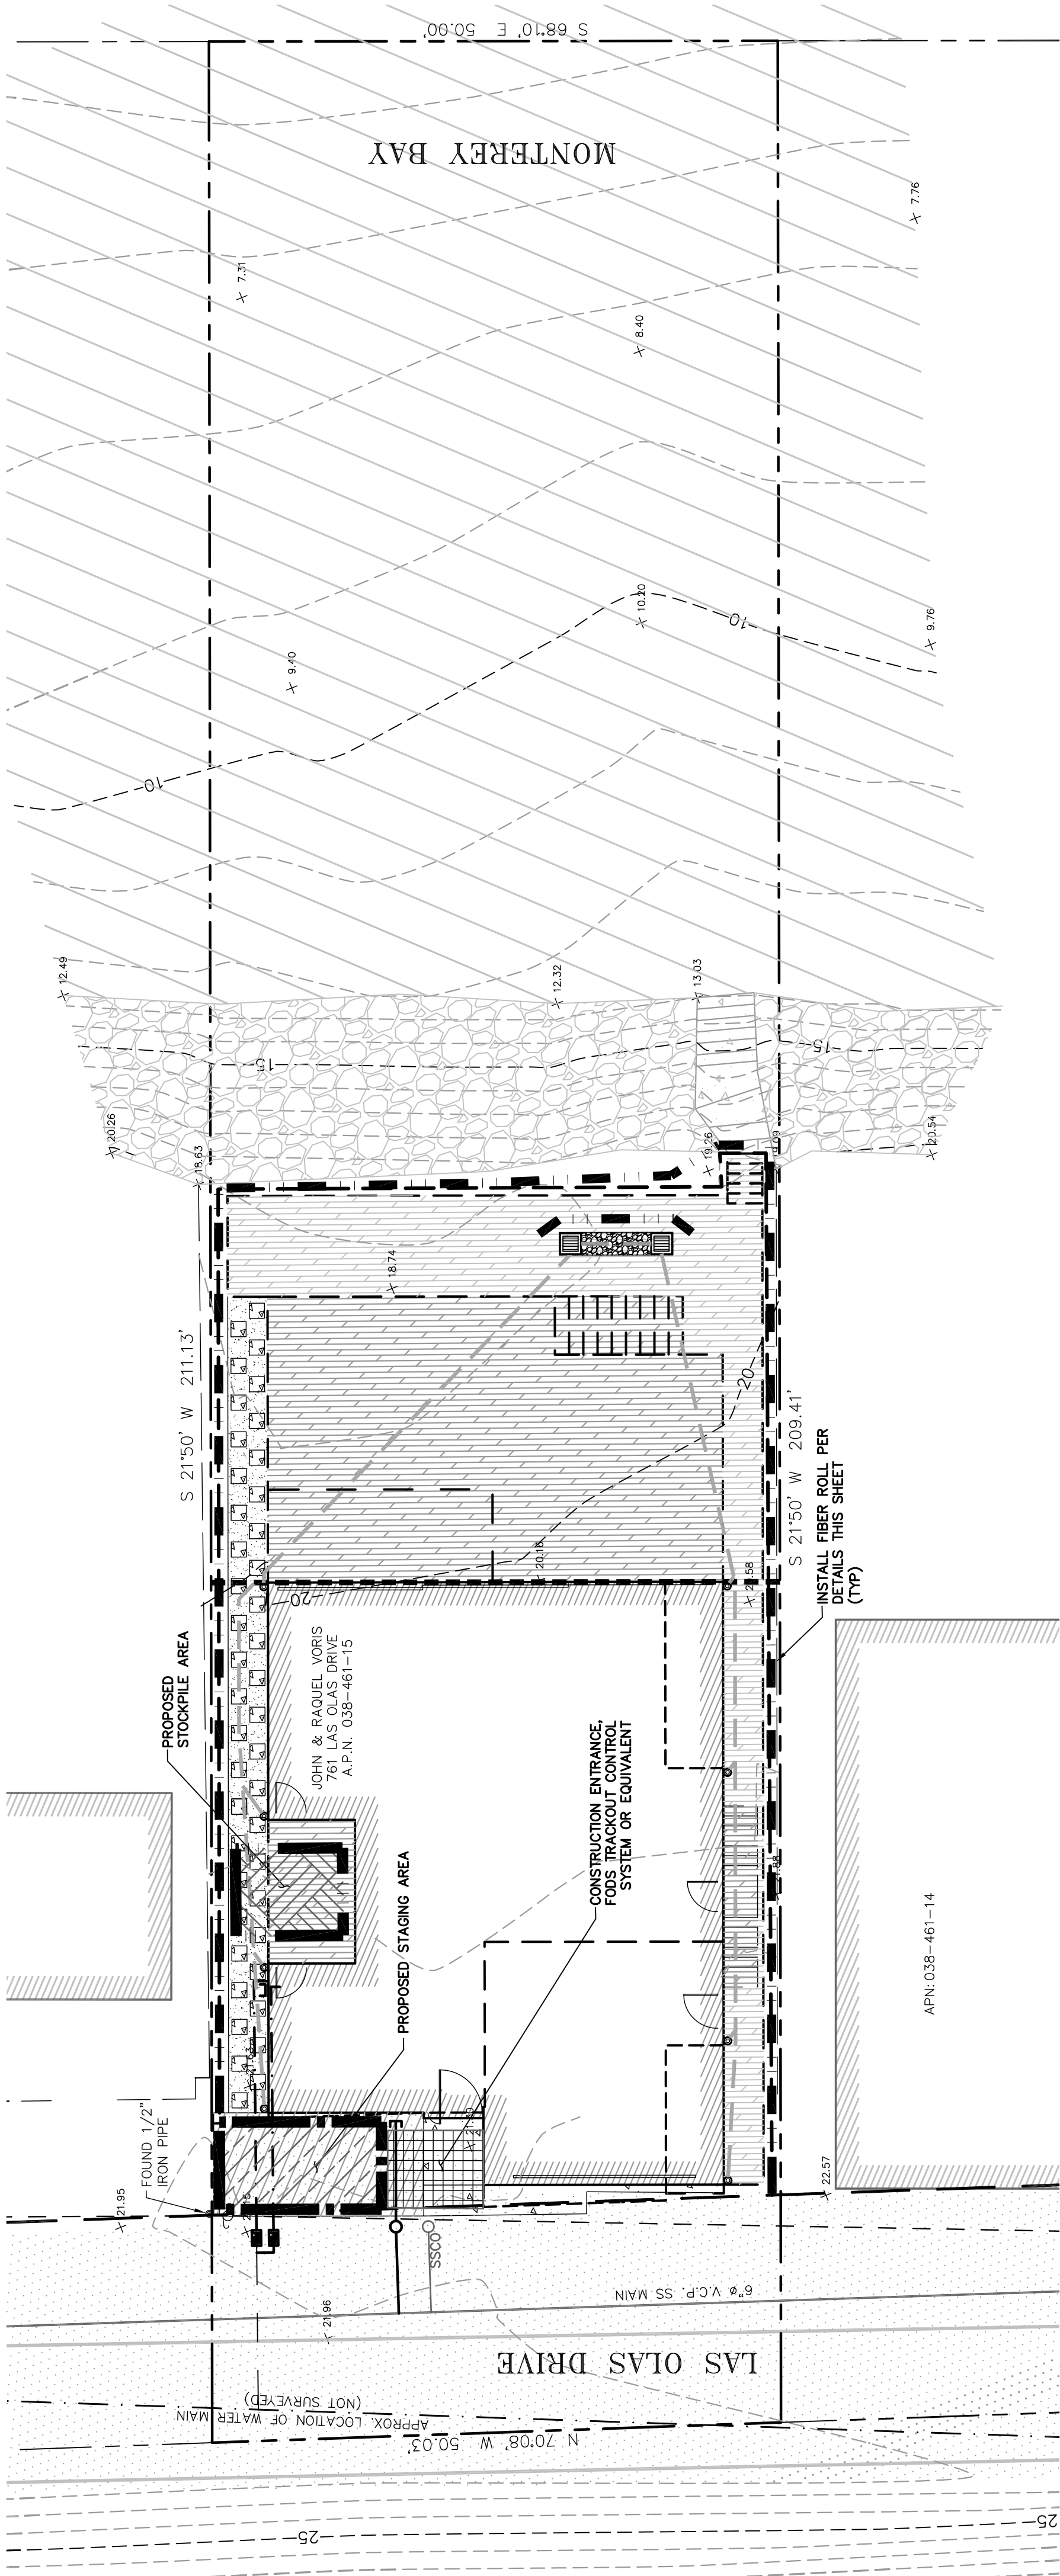 S 68°10' E 50.00'
MONTEREY BAY
7.76
7.31
8.40
10.20
10
9.76
9.40
10
12.49
12.32
13.03
15
15
20.26
18.63
19.26
20.54
18.74
S 21°50' W 211.13'
20
S 21°50' W 209.41'
INSTALL FIBER ROLL PER
DETAILS THIS SHEET
(TYP)
20.16
20
PROPOSED
STOCKPILE AREA
JOHN & RAQUEL VORIS
761 LAS OLAS DRIVE
A.P.N. 038-461-15
CONSTRUCTION ENTRANCE,
FODS TRACKOUT CONTROL
SYSTEM OR EQUIVALENT
PROPOSED STAGING AREA
APN: 038-461-14
FOUND 1/2"
IRON PIPE
21.95
22.57
SSCO
21.96
6"ø V.C.P. SS MAIN
LAS OLAS DRIVE
APPROX. LOCATION OF WATER MAIN
(NOT SURVEYED)
N 70°08' W 50.03'
25
25